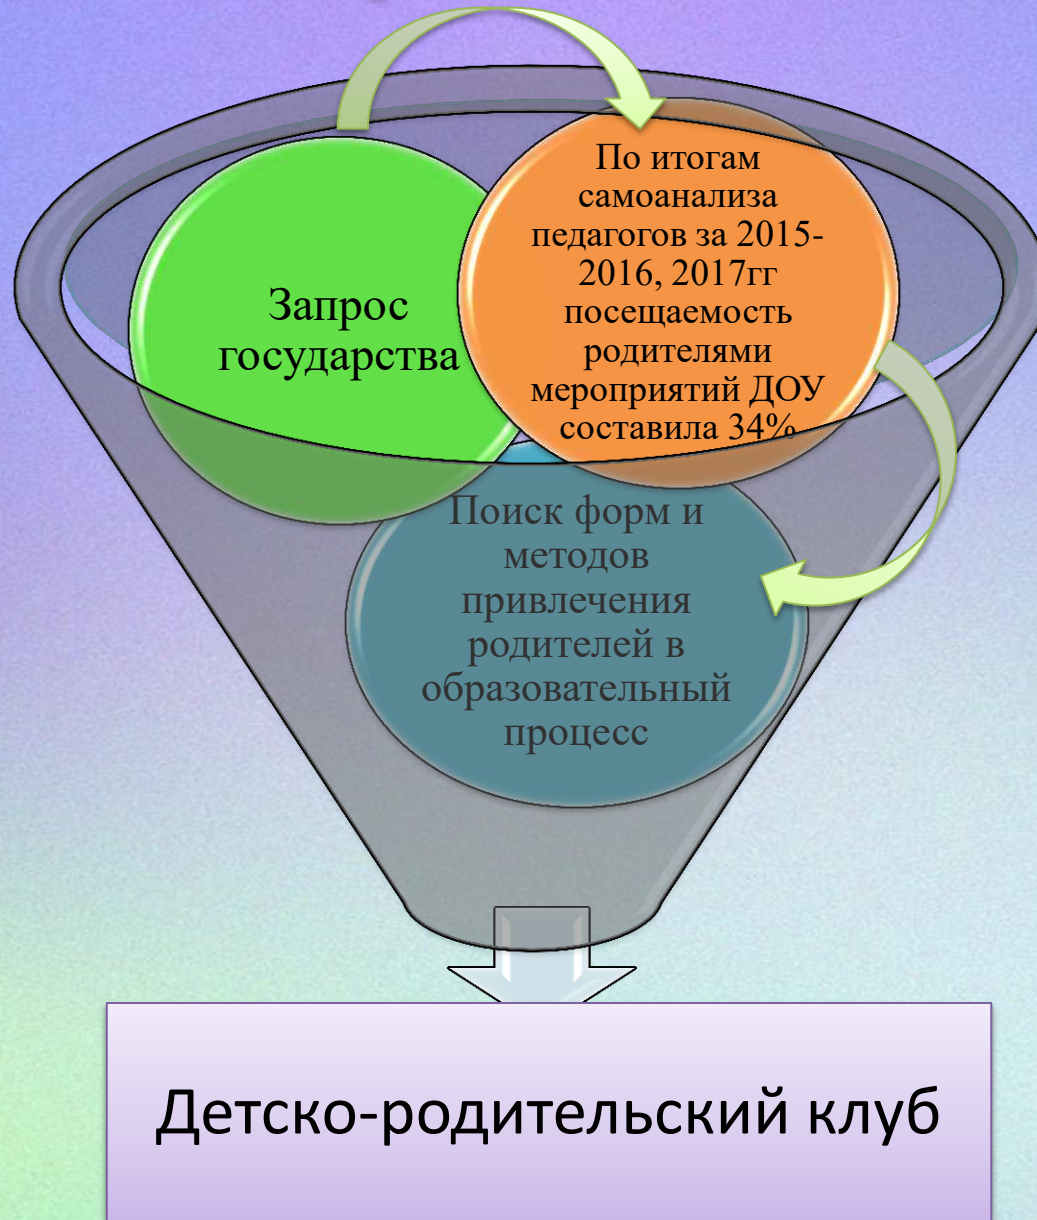 Запрос
государства
По итогам
самоанализа
педагогов за 2015-
2016, 2017гг
посещаемость
родителями
мероприятий ДОУ
составила 34%
Поиск форм и
методов
привлечения
родителей в
образовательный
процесс
Детско-родительский клуб